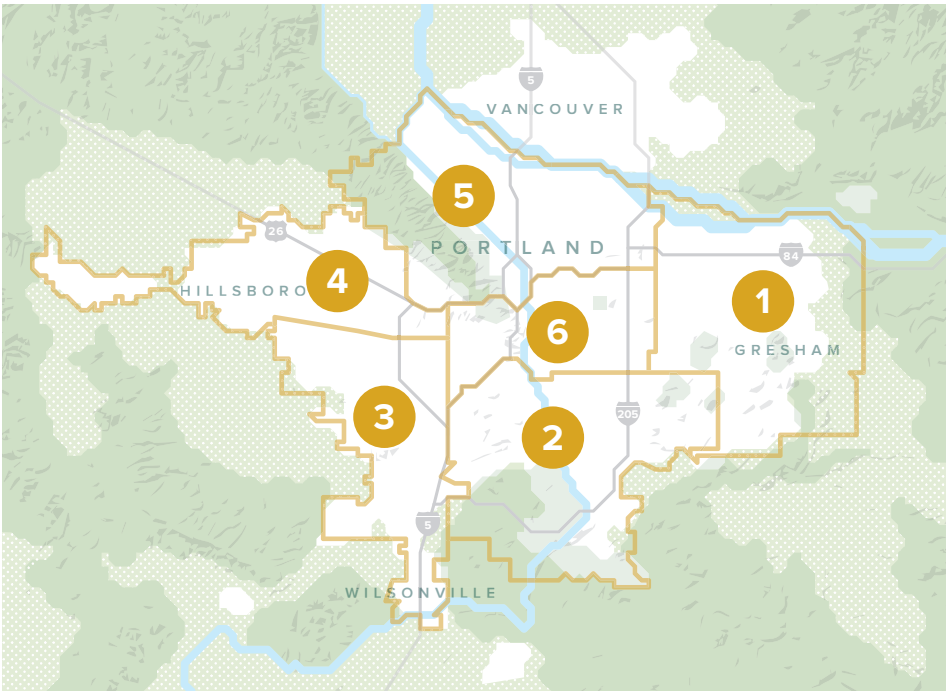 5
VANCOUVER
5
26
PORTLAND
84
4
HILLSBORO
1
6
GRESHAM
3
205
2
5
WILSONVILLE